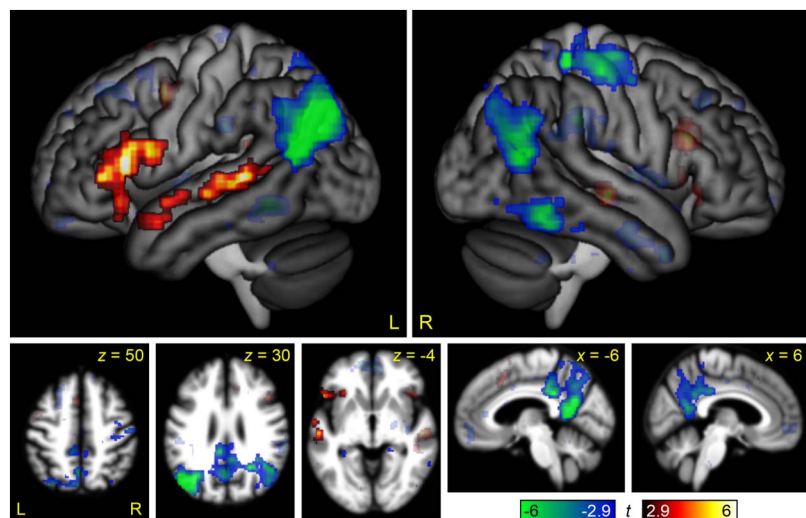 L
R
z = 50
z = 30
z = -4
x = -6
x = 6
L
R
-6
-2.9
t
2.9
6